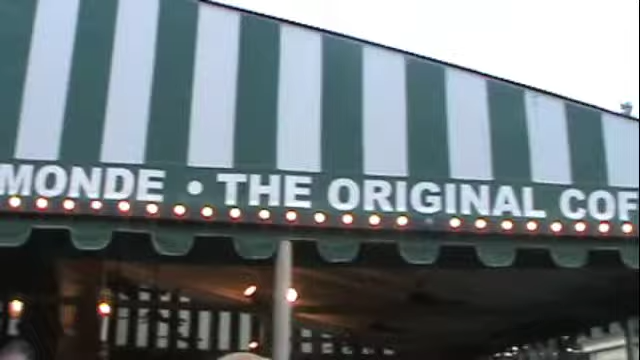 MONDE • THE ORIGINAL COF